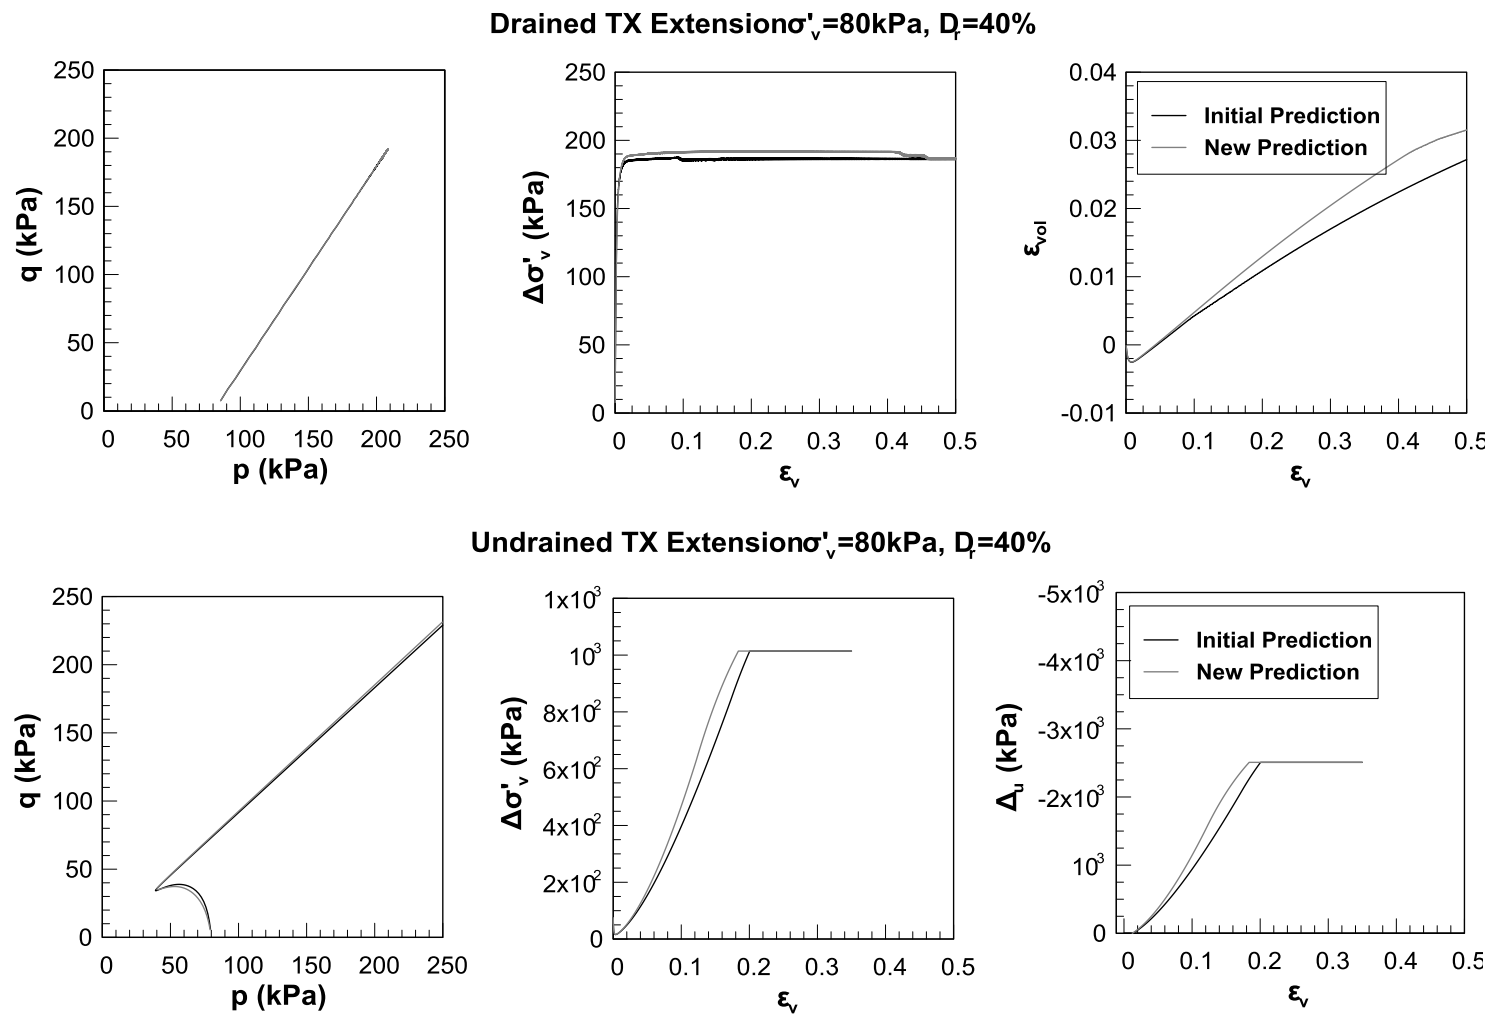 Drained TX Extensionσ'v=80kPa, Dr=40%
250
200
150
100
50
0
q (kPa)
0 50 100 150 200 250
p (kPa)
250
200
150
100
50
0
Δσ'v (kPa)
0 0.1 0.2 0.3 0.4 0.5
εv
0.04
0.03
0.02
0.01
0
-0.01
εvol
Initial Prediction
New Prediction
0 0.1 0.2 0.3 0.4 0.5
εv
Undrained TX Extensionσ'v=80kPa, Dr=40%
250
200
150
100
50
0
q (kPa)
0 50 100 150 200 250
p (kPa)
1x10³
10³
8x10²
6x10²
4x10²
2x10²
0
Δσ'v (kPa)
0 0.1 0.2 0.3 0.4 0.5
εv
-5x10³
-4x10³
-3x10³
-2x10³
10³
0
Δu (kPa)
Initial Prediction
New Prediction
0 0.1 0.2 0.3 0.4 0.5
εv